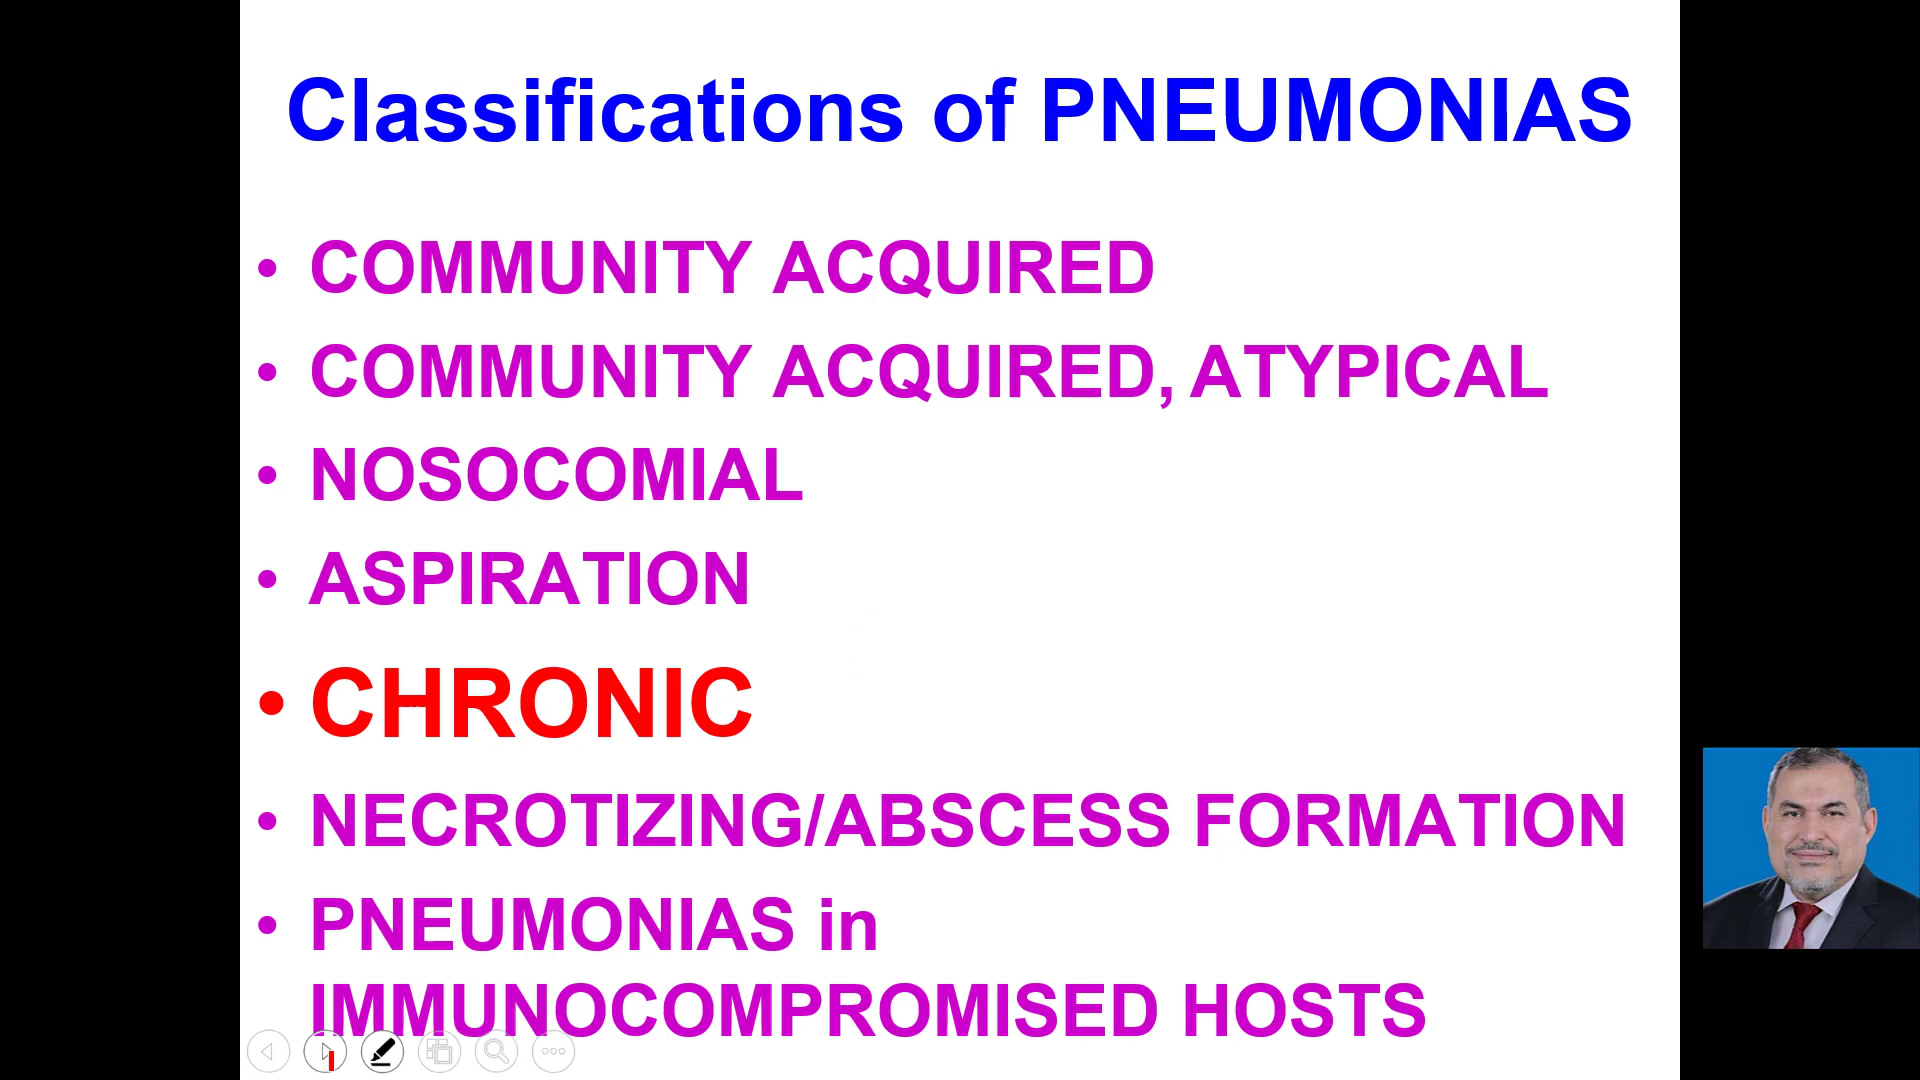 Classifications of PNEUMONIAS
• COMMUNITY ACQUIRED
• COMMUNITY ACQUIRED, ATYPICAL
• NOSOCOMIAL
• ASPIRATION
• CHRONIC
• NECROTIZING/ABSCESS FORMATION
• PNEUMONIAS in
IMMUNOCOMPROMISED HOSTS